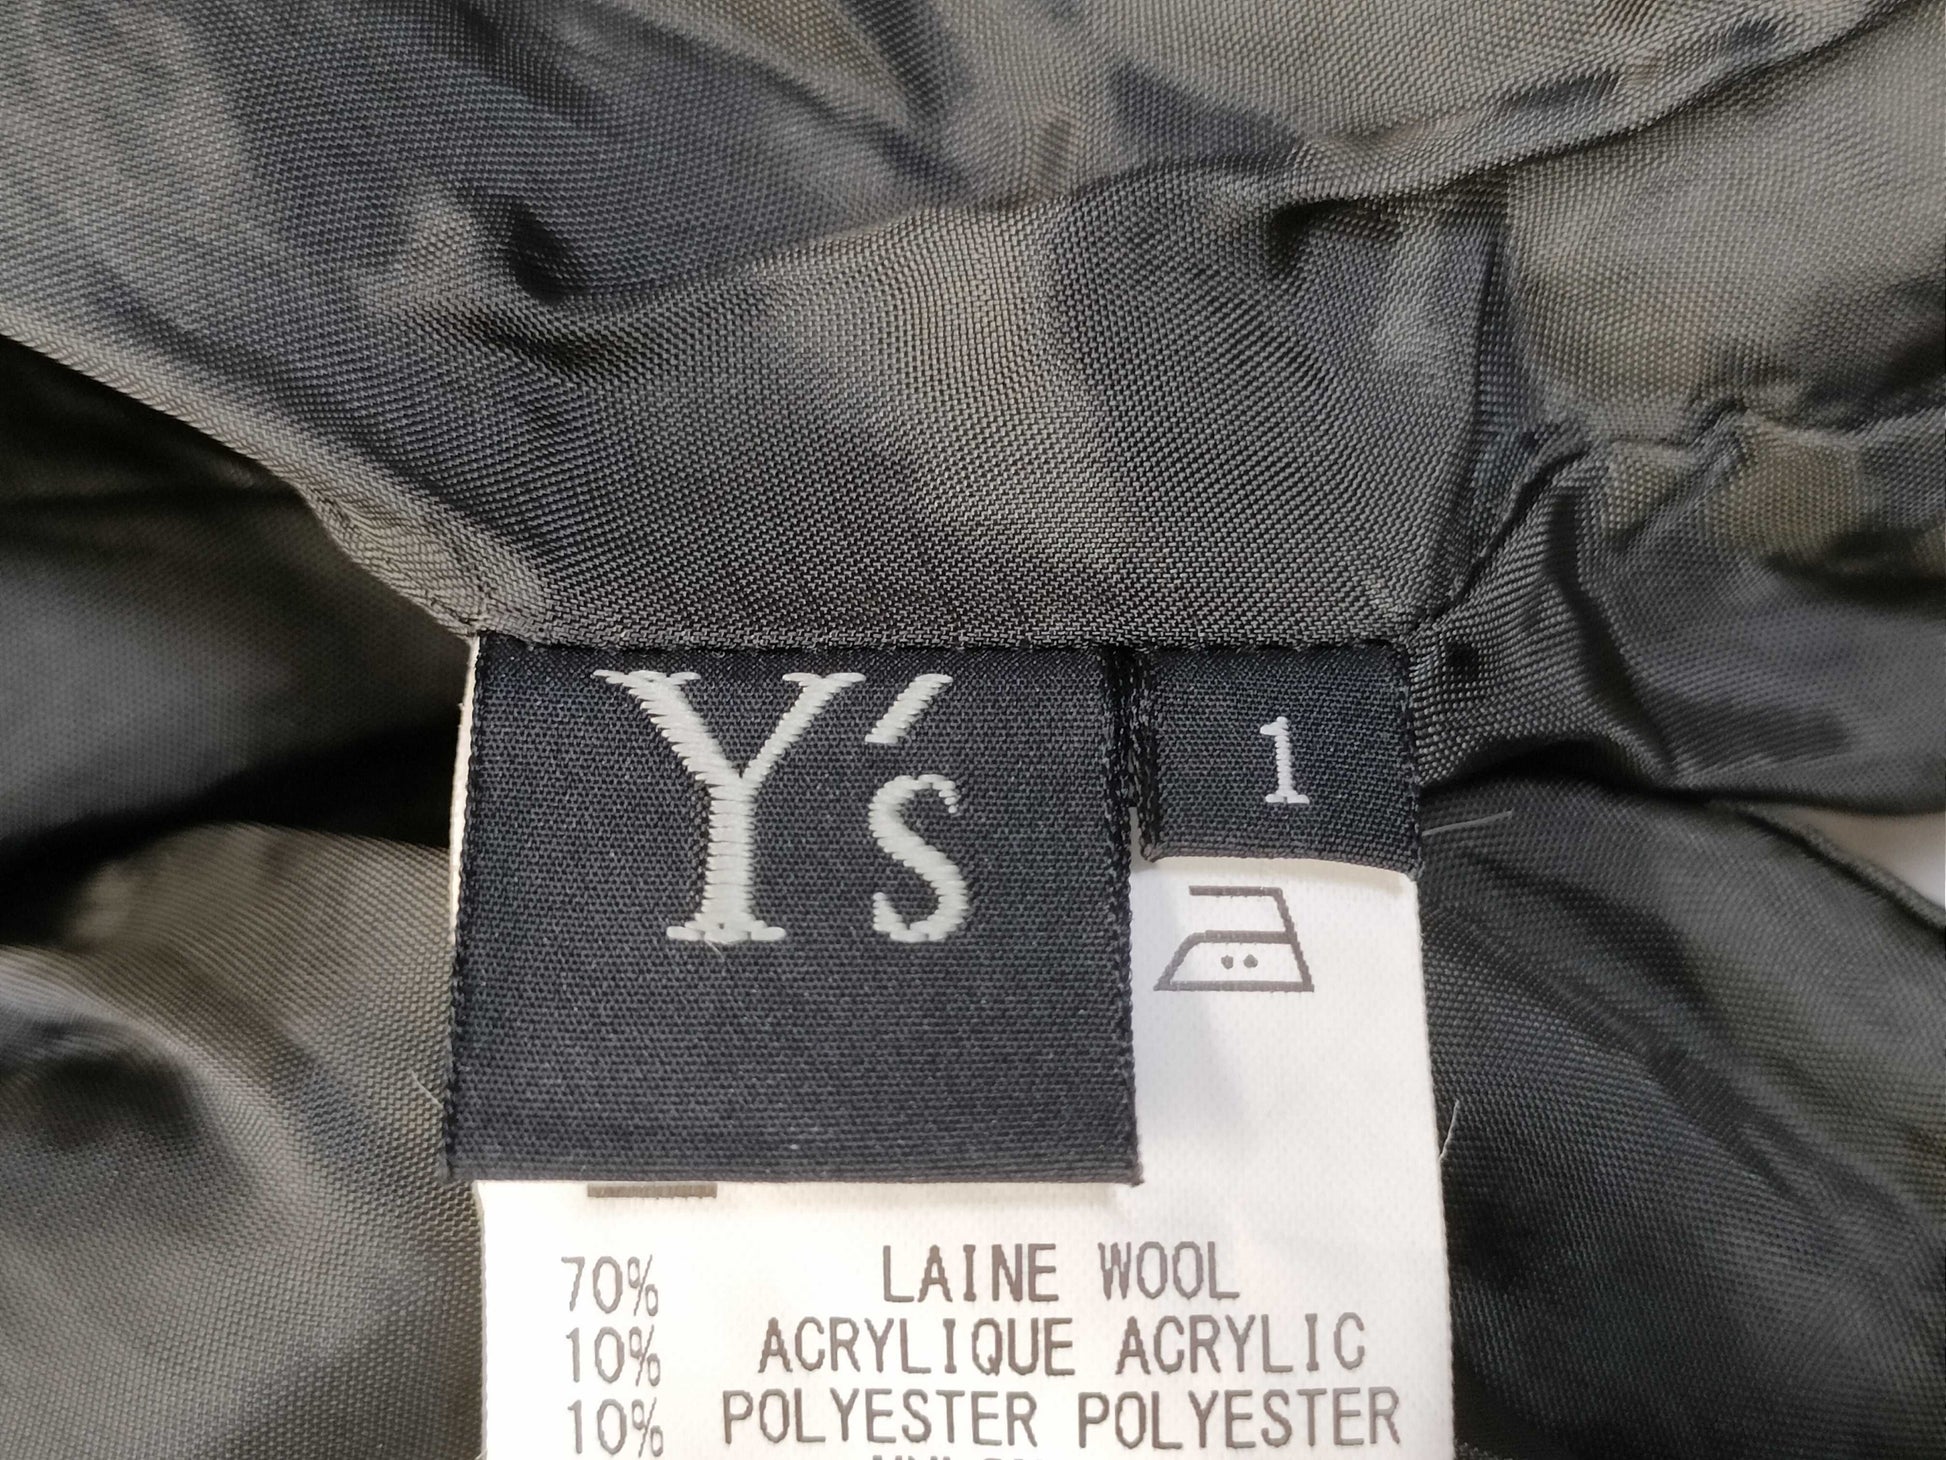 Y's
1
70% LAINE WOOL
10% ACRYLIQUE ACRYLIC
10% POLYESTER POLYESTER